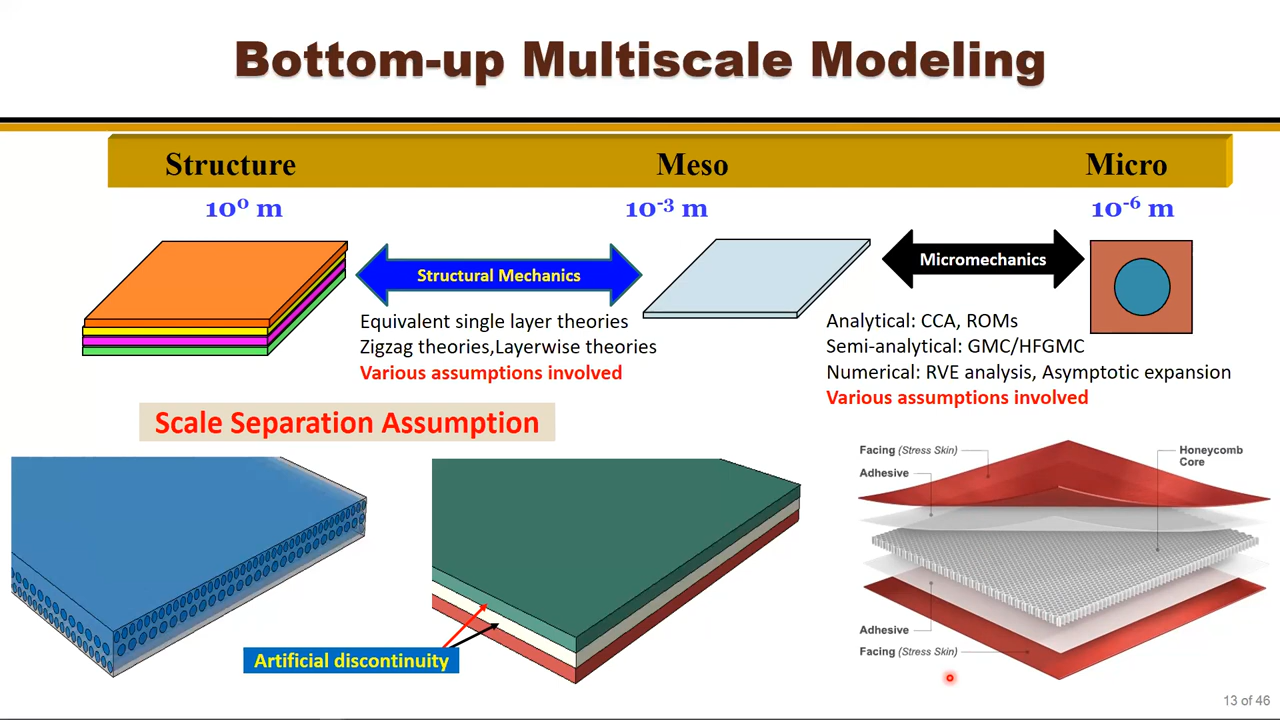 Bottom-up Multiscale Modeling
Structure
Meso
Micro
10⁰ m
10⁻³ m
10⁻⁶ m
Structural Mechanics
Micromechanics
Equivalent single layer theories
Zigzag theories,Layerwise theories
Various assumptions involved
Analytical: CCA, ROMs
Semi-analytical: GMC/HFGMC
Numerical: RVE analysis, Asymptotic expansion
Various assumptions involved
Scale Separation Assumption
Artificial discontinuity
Facing (Stress Skin)
Adhesive
Honeycomb
Core
Adhesive
Facing (Stress Skin)
13 of 46